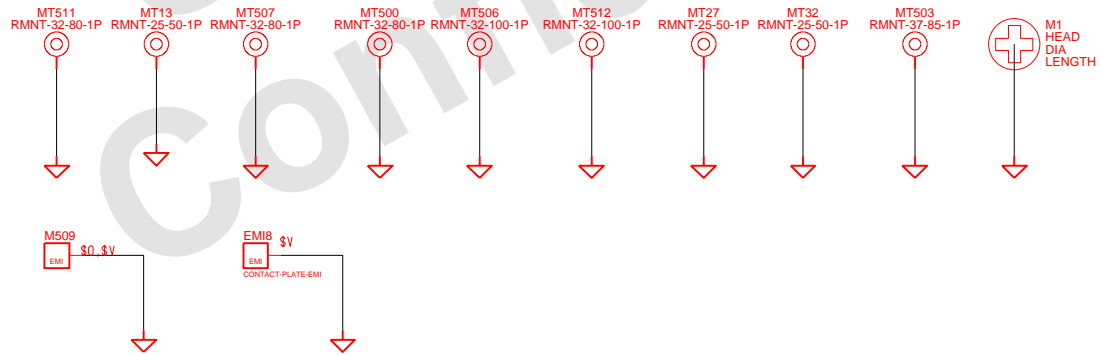 MT511
RMNT-32-80-1P
MT13
RMNT-25-50-1P
MT507
RMNT-32-80-1P
MT500
RMNT-32-80-1P
MT506
RMNT-32-100-1P
MT512
RMNT-32-100-1P
MT27
RMNT-25-50-1P
MT32
RMNT-25-50-1P
MT503
RMNT-37-85-1P
M1
HEAD
DIA
LENGTH
M509
EMI
$0,$V
EMI8
EMI
$V
CONTACT-PLATE-EMI